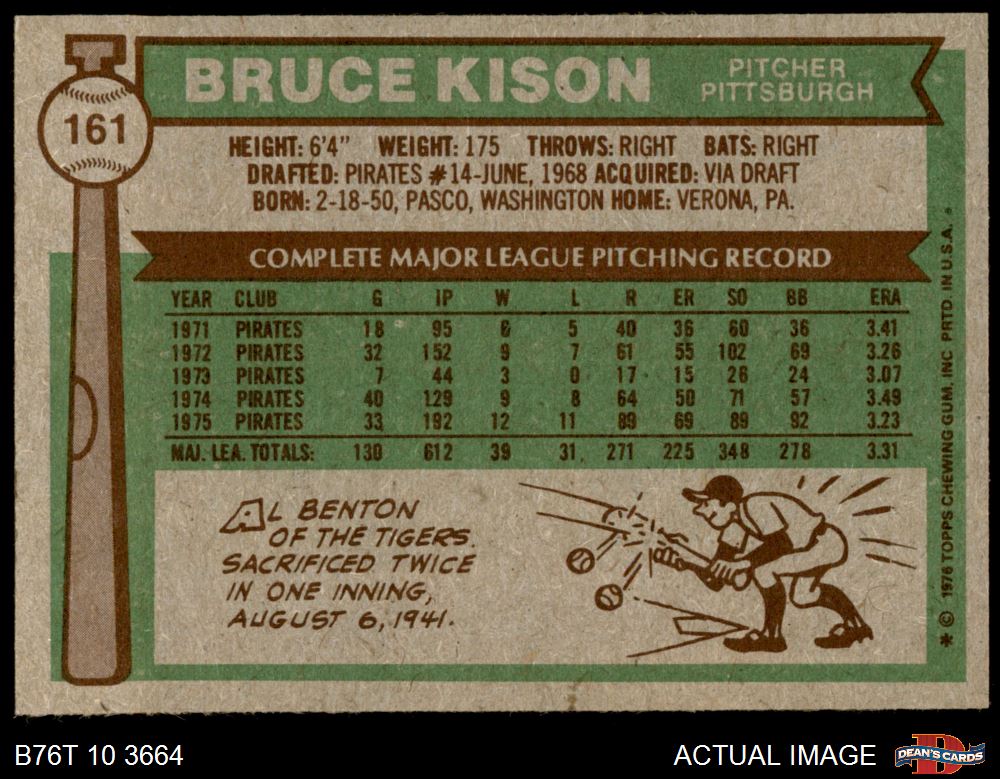 161
BRUCE KISON
PITCHER
PITTSBURGH
HEIGHT: 6'4" WEIGHT: 175 THROWS: RIGHT BATS: RIGHT
DRAFTED: PIRATES #14-JUNE, 1968 ACQUIRED: VIA DRAFT
BORN: 2-18-50, PASCO, WASHINGTON HOME: VERONA, PA.
COMPLETE MAJOR LEAGUE PITCHING RECORD
YEAR CLUB G IP W L R ER SO BB ERA
1971 PIRATES 18 95 6 5 40 36 60 36 3.41
1972 PIRATES 32 152 9 7 61 55 102 69 3.26
1973 PIRATES 7 44 3 0 17 15 26 24 3.07
1974 PIRATES 40 129 9 8 64 50 71 57 3.49
1975 PIRATES 33 192 12 11 89 69 89 92 3.23
MAJ. LEA. TOTALS: 130 612 39 31 271 225 348 278 3.31
AL BENTON
OF THE TIGERS
SACRIFICED TWICE
IN ONE INNING,
AUGUST 6, 1941.
* © 1976 TOPPS CHEWING GUM, INC PRTD IN U.S.A.
B76T 10 3664
ACTUAL IMAGE
DEAN'S CARDS